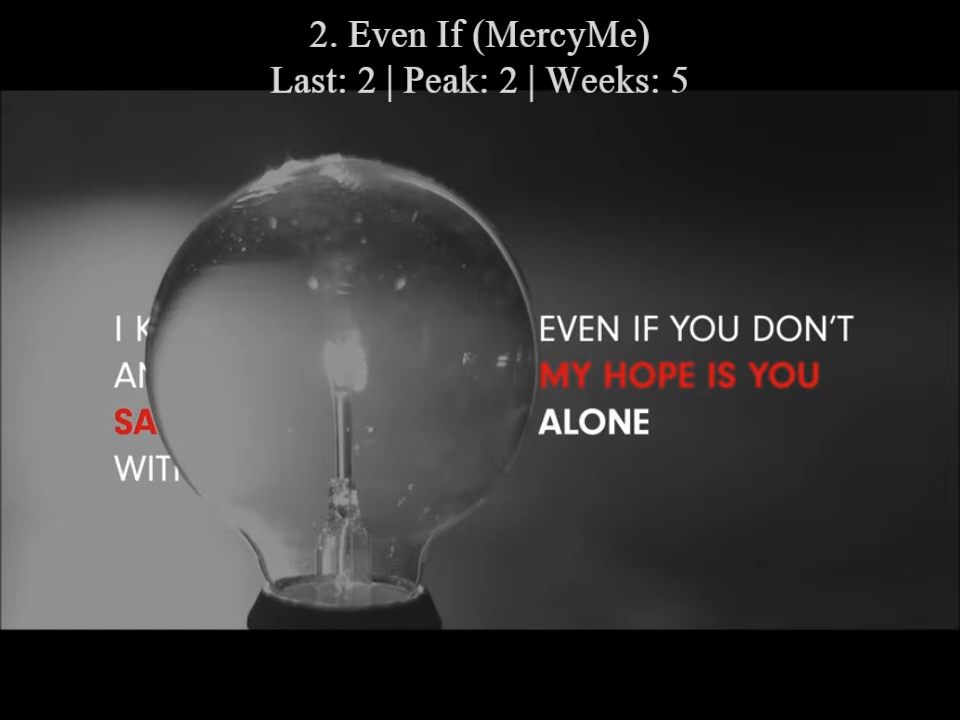 2. Even If (MercyMe)
Last: 2 | Peak: 2 | Weeks: 5
I
EVEN IF YOU DON'T
MY HOPE IS YOU
ALONE